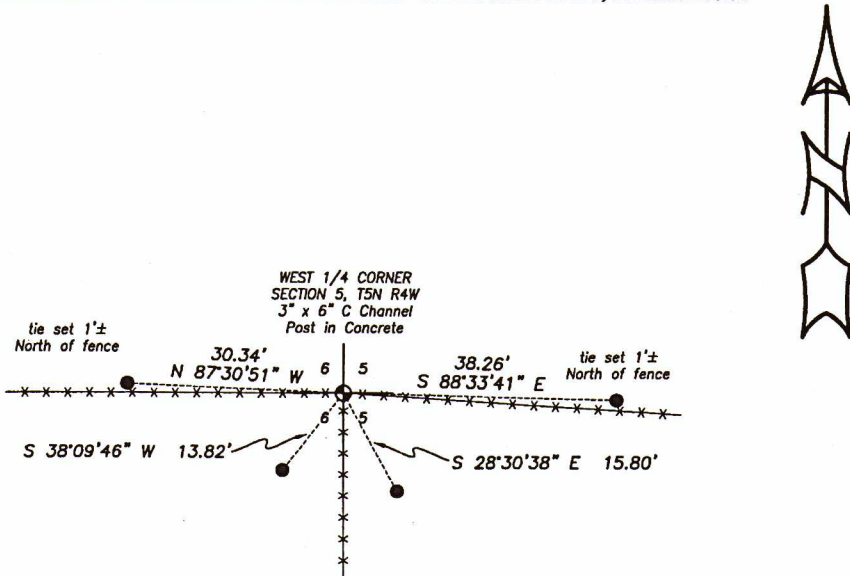 WEST 1/4 CORNER
SECTION 5, T5N R4W
3" x 6" C Channel
Post in Concrete
tie set 1'±
North of fence
30.34'
N 87°30'51" W
6 5
38.26'
S 88°33'41" E
tie set 1'±
North of fence
6 5
S 38°09'46" W 13.82'
S 28°30'38" E 15.80'
N